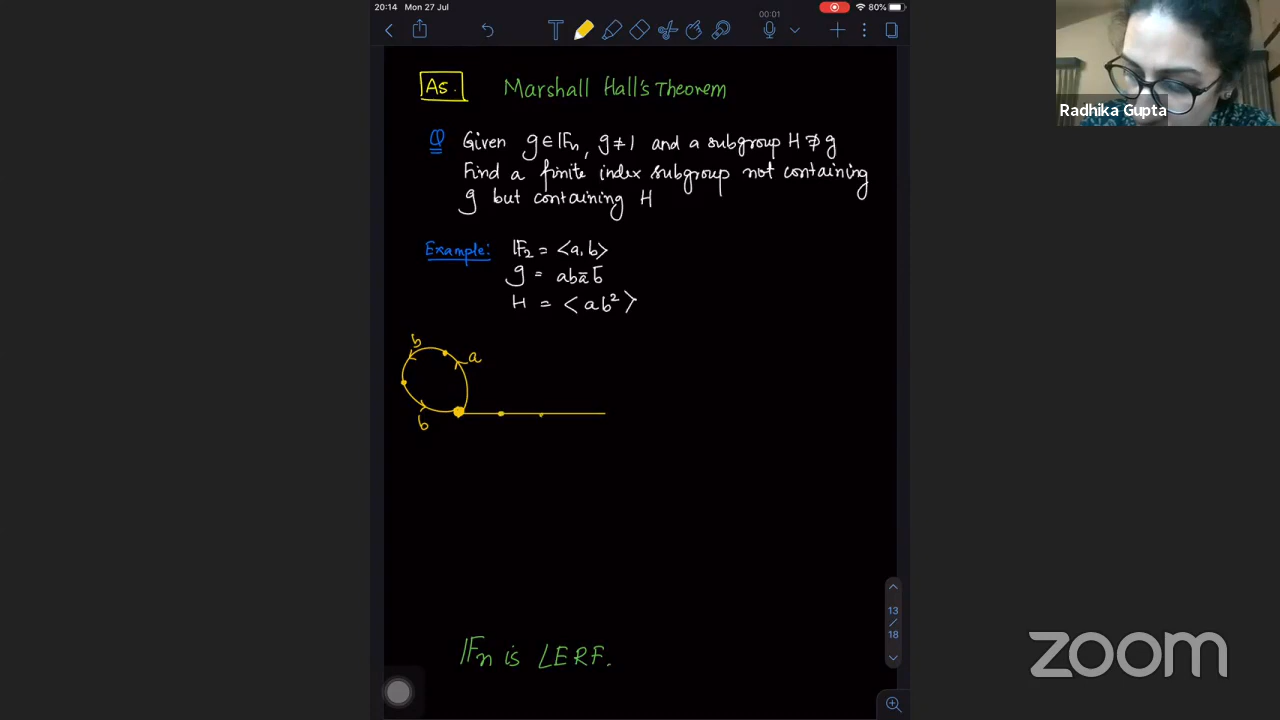 20:14 Mon 27 Jul
00:01
80%
A5.
Marshall Hall's Theorem
Q Given g ∈ 𝔽n, g ≠ 1 and a subgroup H ∌ g
Find a finite index subgroup not containing
g but containing H
Example: 𝔽2 = <a, b>
g = abāb̄
H = <ab²>
b
a
b
𝔽n is LERF.
13
/
18
Radhika Gupta
zoom